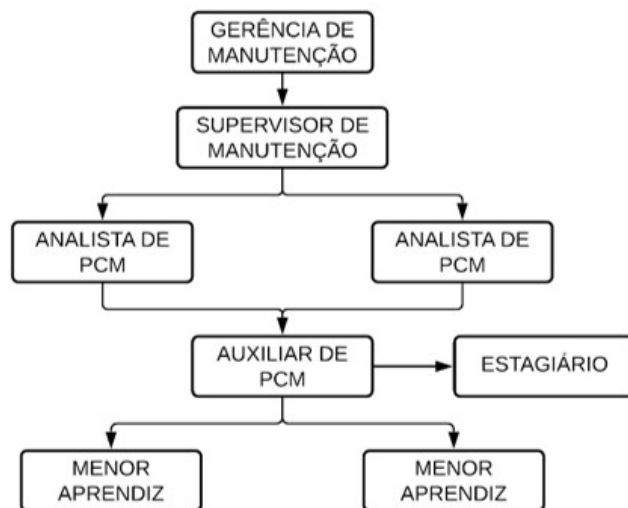 GERÊNCIA DE
MANUTENÇÃO
SUPERVISOR DE
MANUTENÇÃO
ANALISTA DE
PCM
ANALISTA DE
PCM
AUXILIAR DE
PCM
ESTAGIÁRIO
MENOR
APRENDIZ
MENOR
APRENDIZ